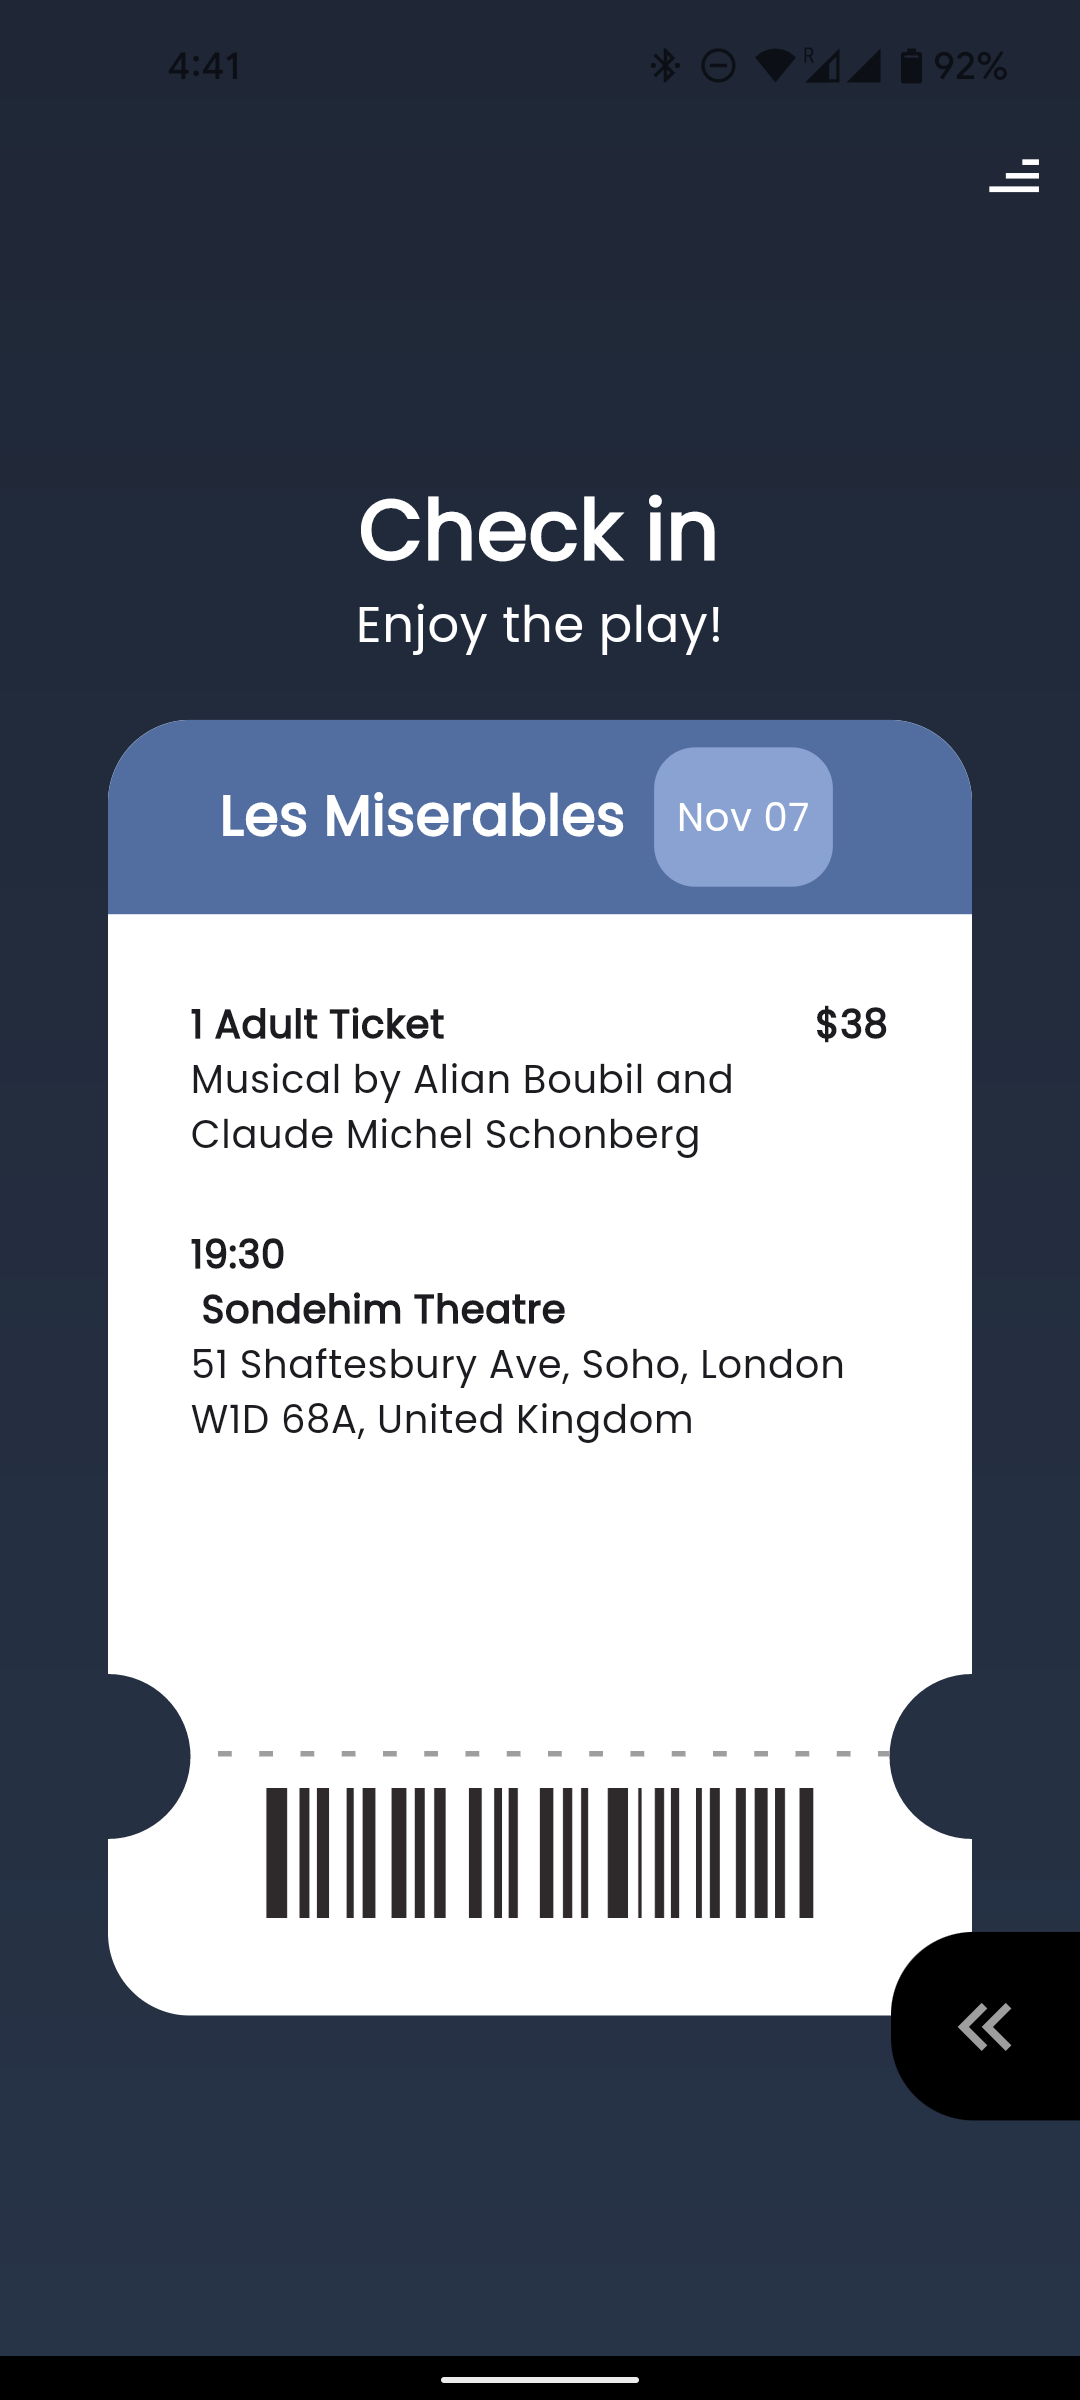 4:41
R
92%
Check in
Enjoy the play!
Les Miserables
Nov 07
1 Adult Ticket
$38
Musical by Alian Boubil and
Claude Michel Schonberg
19:30
Sondehim Theatre
51 Shaftesbury Ave, Soho, London
W1D 68A, United Kingdom